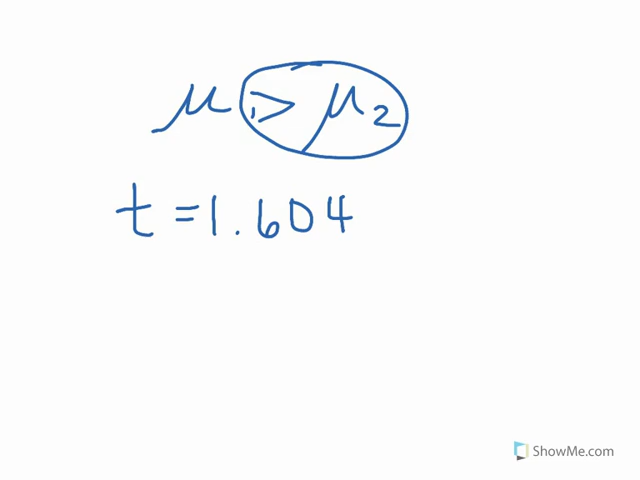 μ₁ > μ₂
t = 1.604
ShowMe.com